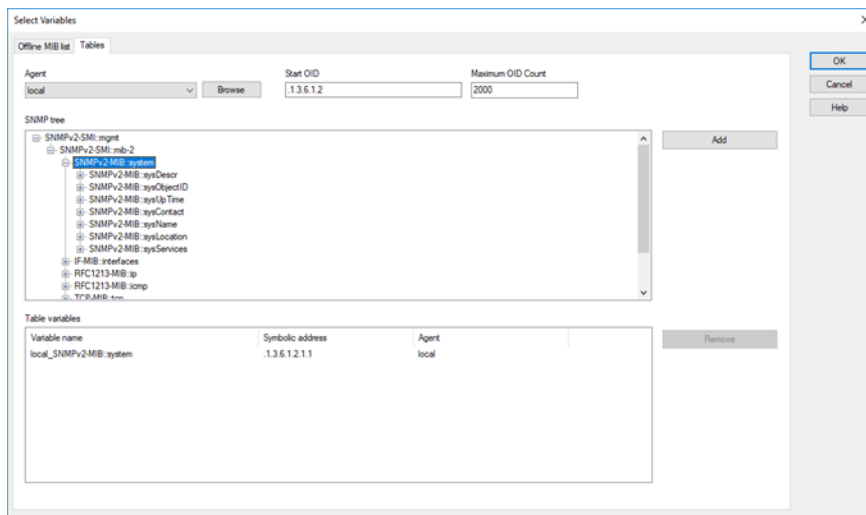 Select Variables
Offline MIB list Tables
Agent Start OID Maximum OID Count
local Browse .1.3.6.1.2 2000
SNMP tree
SNMPv2-SMI::mgmt
SNMPv2-SMI::mib-2
SNMPv2-MIB::system
SNMPv2-MIB::sysDescr
SNMPv2-MIB::sysObjectID
SNMPv2-MIB::sysUpTime
SNMPv2-MIB::sysContact
SNMPv2-MIB::sysName
SNMPv2-MIB::sysLocation
SNMPv2-MIB::sysServices
IF-MIB::interfaces
RFC1213-MIB::ip
RFC1213-MIB::icmp
TCP-MIB::tcp
Add
Table variables
Variable name Symbolic address Agent
local_SNMPv2-MIB::system .1.3.6.1.2.1.1 local
Remove
OK
Cancel
Help